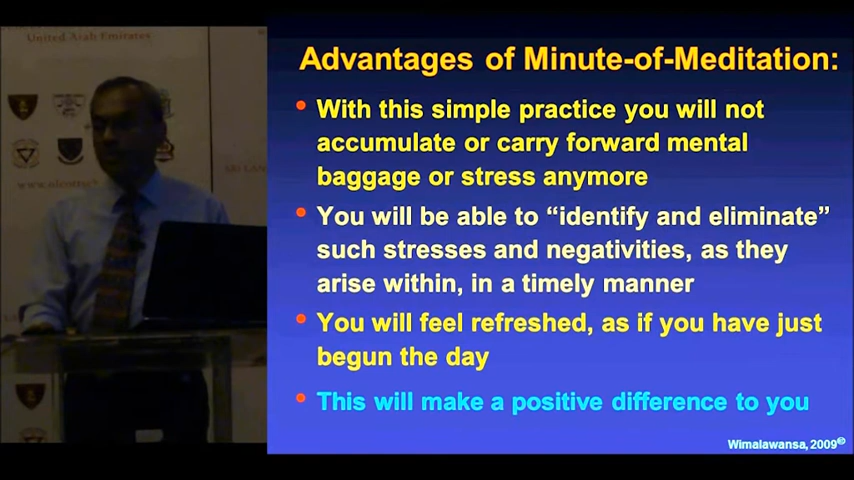 United Arab Emirates
Advantages of Minute-of-Meditation:
• With this simple practice you will not
accumulate or carry forward mental
baggage or stress anymore
• You will be able to “identify and eliminate”
such stresses and negativities, as they
arise within, in a timely manner
• You will feel refreshed, as if you have just
begun the day
• This will make a positive difference to you
Wimalawansa, 2009©